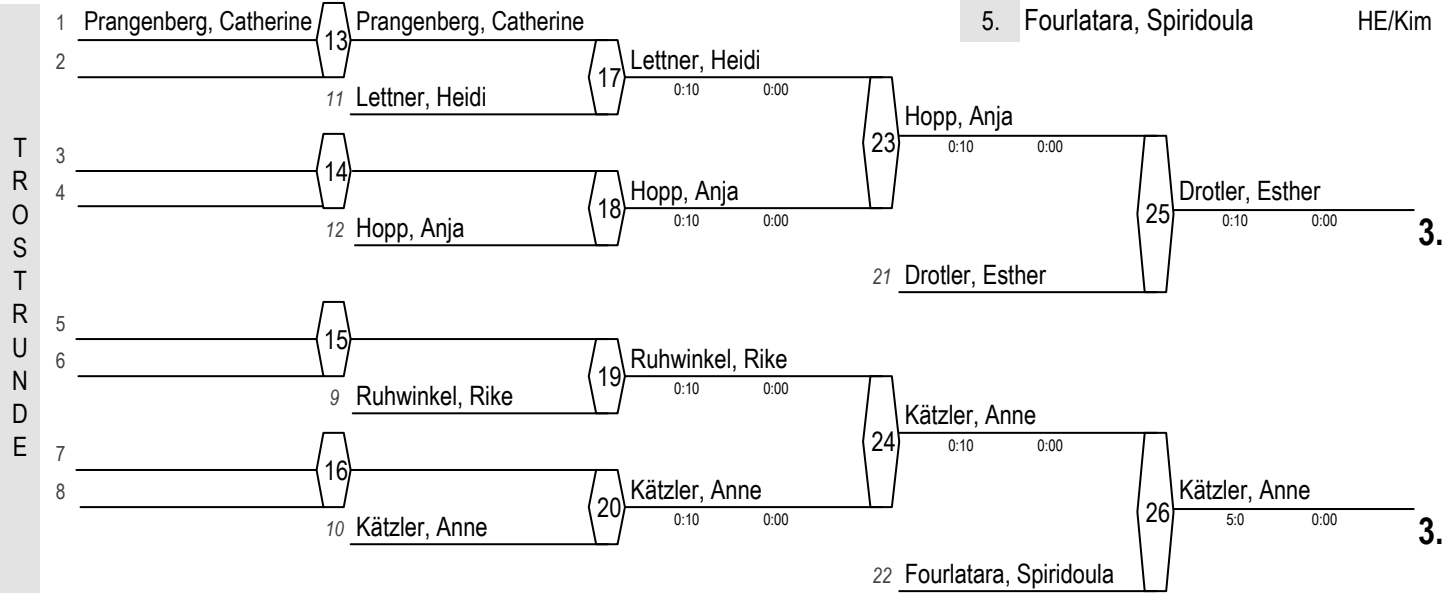 TROSTRUNDE
5. Fourlatara, Spiridoula HE/Kim
1 Prangenberg, Catherine 13 Prangenberg, Catherine
2
17 Lettner, Heidi
0:10 0:00
11 Lettner, Heidi
23 Hopp, Anja
0:10 0:00
3
14
4
18 Hopp, Anja
0:10 0:00
12 Hopp, Anja
25 Drotler, Esther
0:10 0:00
3.
21 Drotler, Esther
5
15
6
19 Ruhwinkel, Rike
0:10 0:00
9 Ruhwinkel, Rike
24 Kätzler, Anne
0:10 0:00
7
16
8
20 Kätzler, Anne
0:10 0:00
10 Kätzler, Anne
26 Kätzler, Anne
5:0 0:00
3.
22 Fourlatara, Spiridoula